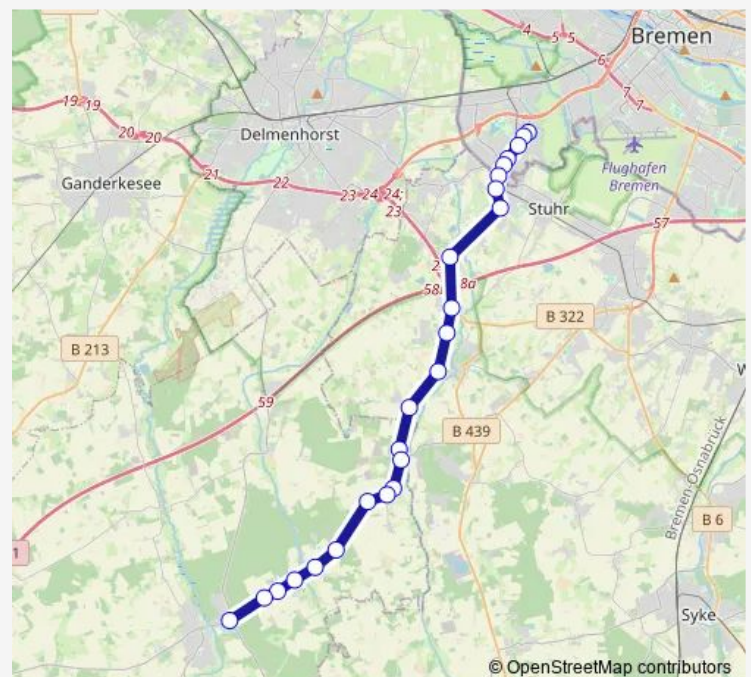 Bremen
4 5 5
6
7
7
19 19
20 20
Delmenhorst
21
22
Ganderkesee
23 24 24;
23
Flughafen
Bremen
Stuhr
57
2
58
8a
B 322
B 213
59
B 439
Bremen-Osnabrück
B 6
1
Syke
W
© OpenStreetMap contributors